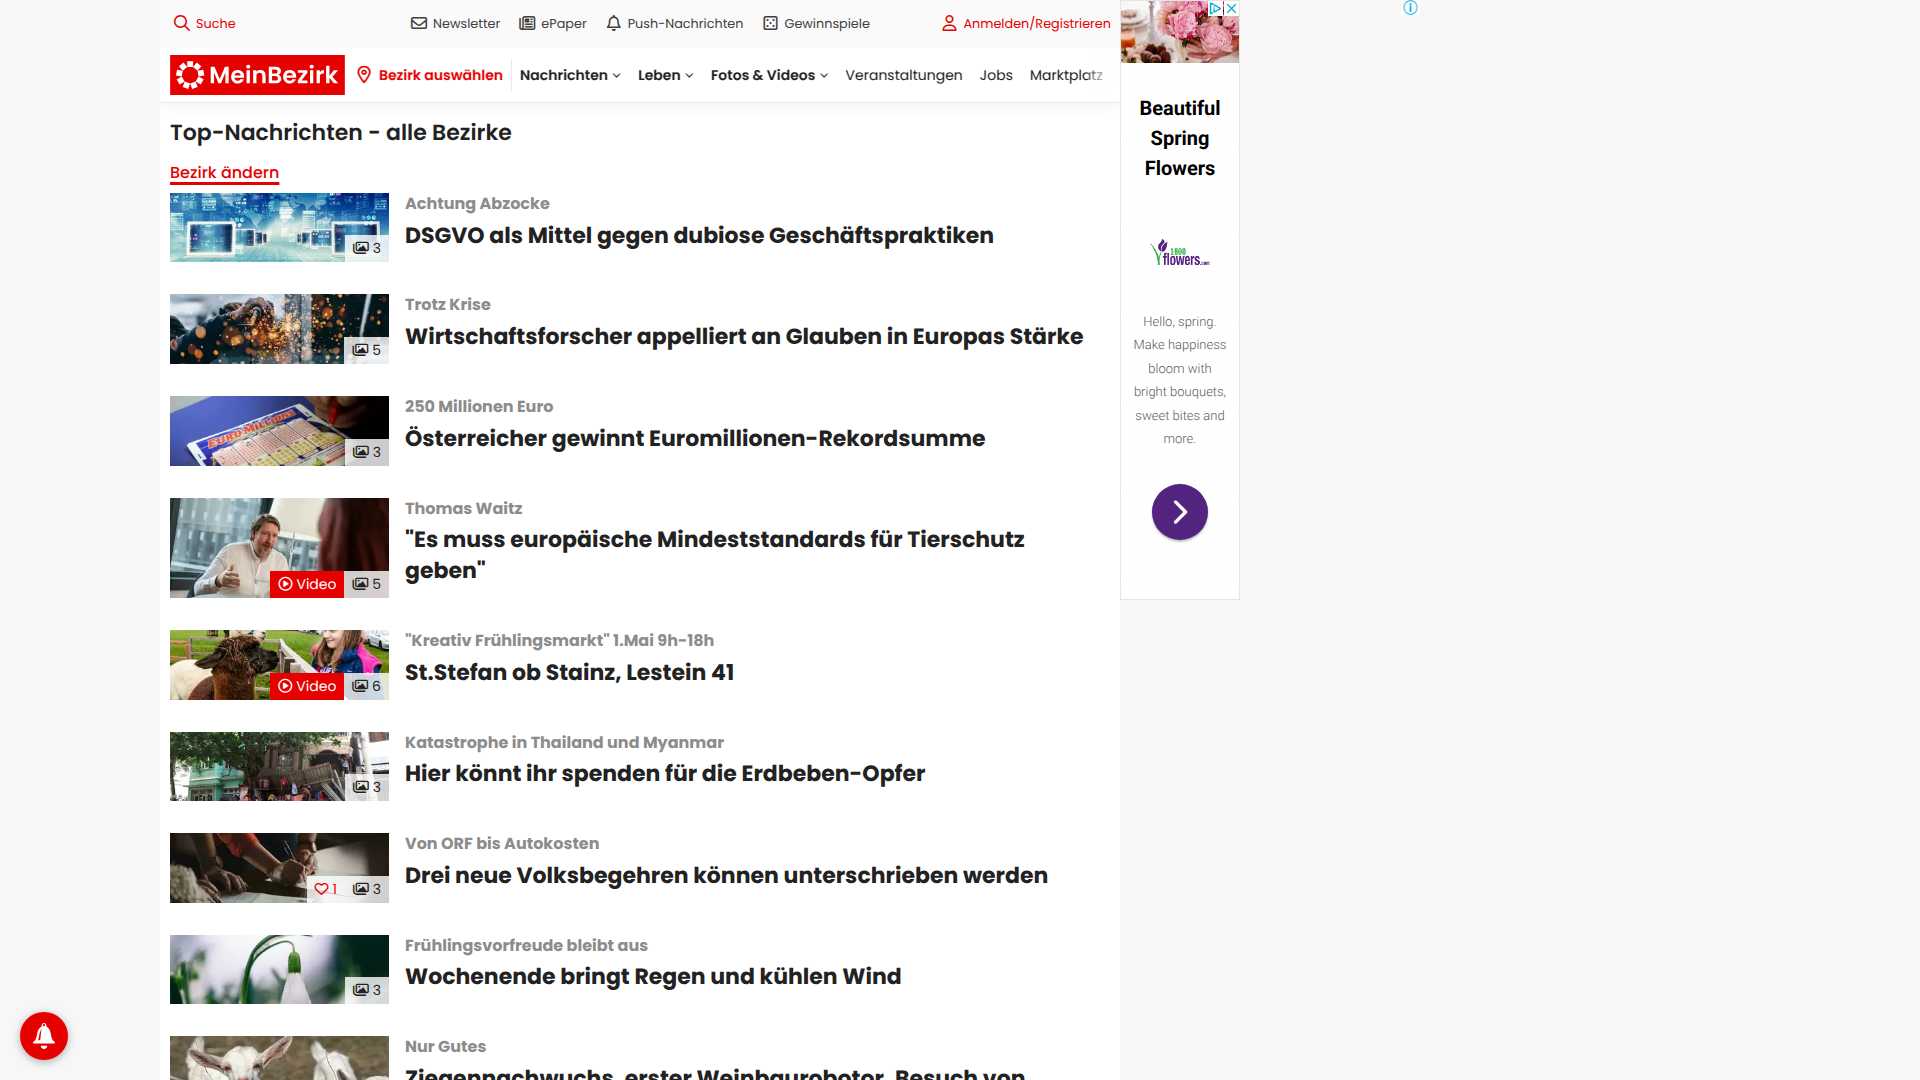 Suche
Newsletter
ePaper
Push-Nachrichten
Gewinnspiele
Anmelden/Registrieren
MeinBezirk
Bezirk auswählen
Nachrichten
Leben
Fotos & Videos
Veranstaltungen
Jobs
Marktplatz
Top-Nachrichten - alle Bezirke
Bezirk ändern
3
Achtung Abzocke
DSGVO als Mittel gegen dubiose Geschäftspraktiken
5
Trotz Krise
Wirtschaftsforscher appelliert an Glauben in Europas Stärke
EURO MILLIONEN
3
250 Millionen Euro
Österreicher gewinnt Euromillionen-Rekordsumme
Video
5
Thomas Waitz
"Es muss europäische Mindeststandards für Tierschutz
geben"
Video
6
"Kreativ Frühlingsmarkt" 1.Mai 9h-18h
St.Stefan ob Stainz, Lestein 41
3
Katastrophe in Thailand und Myanmar
Hier könnt ihr spenden für die Erdbeben-Opfer
1
3
Von ORF bis Autokosten
Drei neue Volksbegehren können unterschrieben werden
3
Frühlingsvorfreude bleibt aus
Wochenende bringt Regen und kühlen Wind
Nur Gutes
Ziegennachwuchs, erster Weinbauroboter, Besuch von
Beautiful
Spring
Flowers
1800
flowers.com
Hello, spring.
Make happiness
bloom with
bright bouquets,
sweet bites and
more.